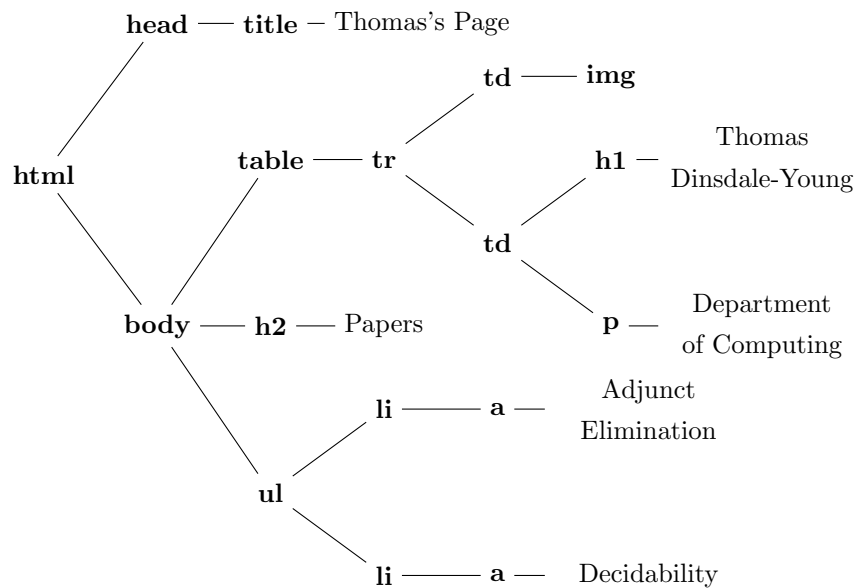 head title Thomas's Page
td img
table tr h1 Thomas
Dinsdale-Young
html
td
body h2 Papers
p Department
of Computing
li a Adjunct
Elimination
ul
li a Decidability